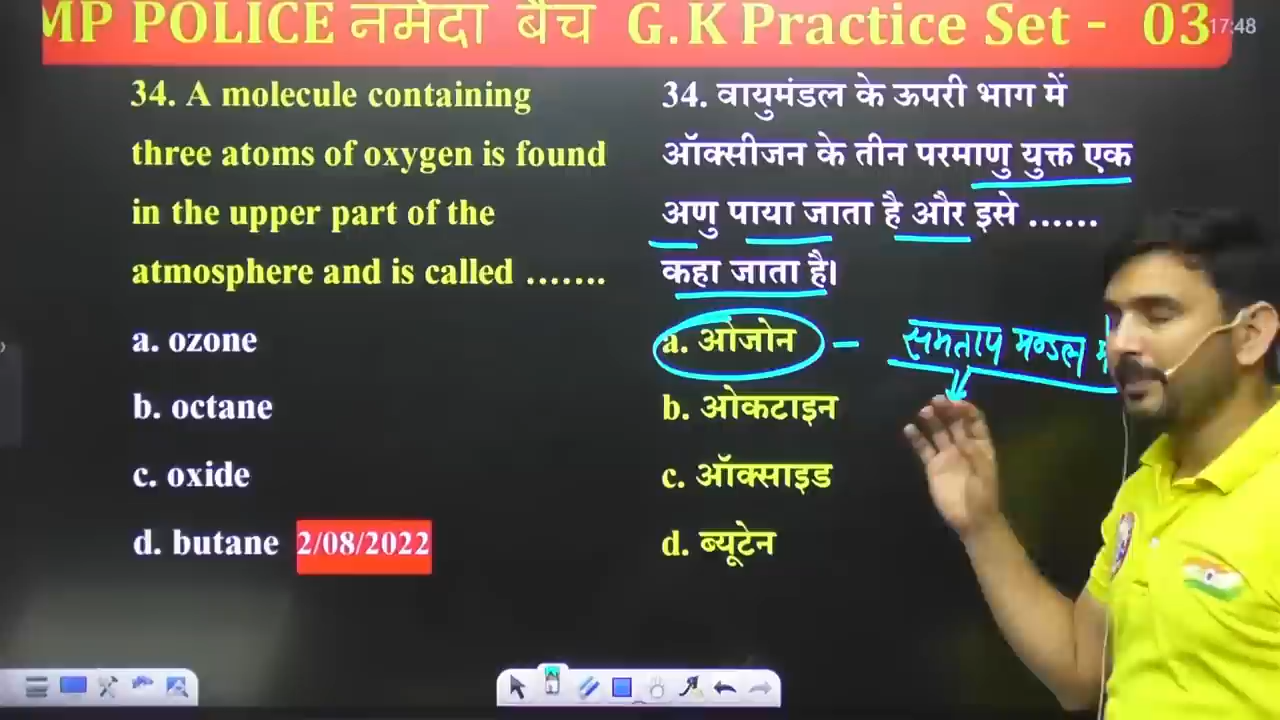 MP POLICE नर्मदा बैच G.K Practice Set - 03
17:48
34. A molecule containing
three atoms of oxygen is found
in the upper part of the
atmosphere and is called .......
a. ozone
b. octane
c. oxide
d. butane 2/08/2022
34. वायुमंडल के ऊपरी भाग में
ऑक्सीजन के तीन परमाणु युक्त एक
अणु पाया जाता है और इसे ......
कहा जाता है।
a. ओजोन – समताप मण्डल में
b. ओकटाइन
c. ऑक्साइड
d. ब्यूटेन